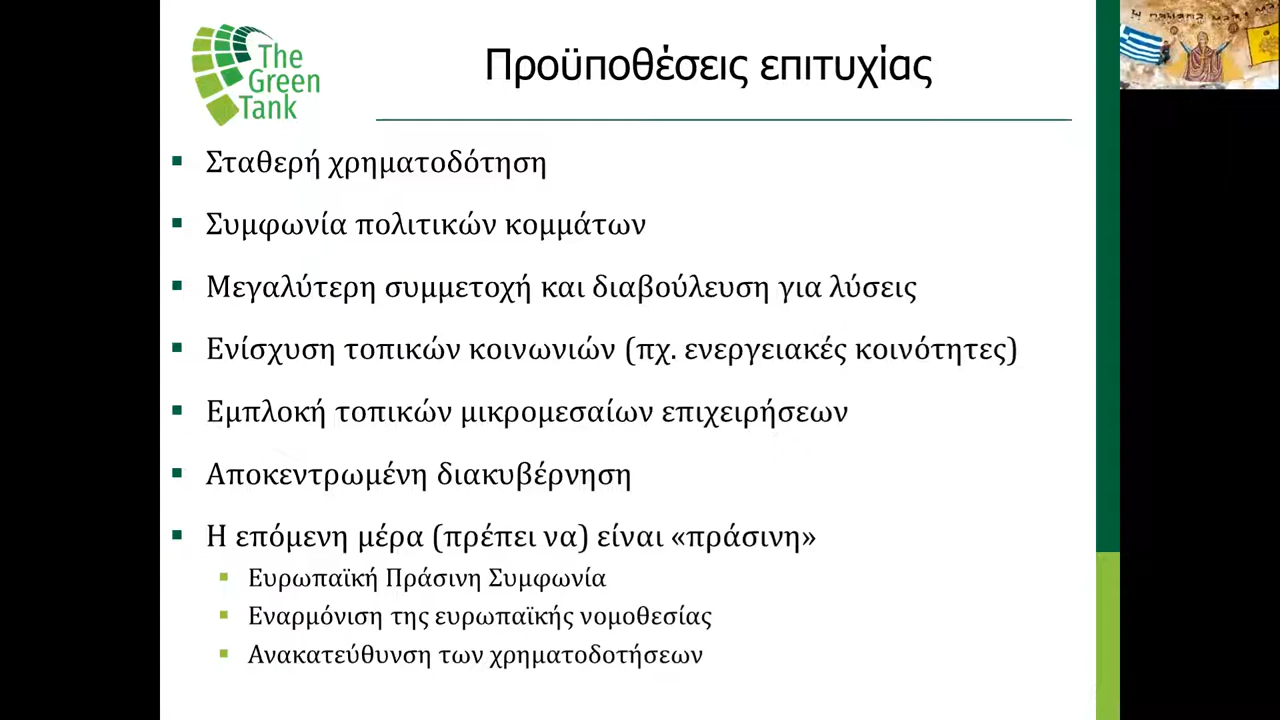 The
Green
Tank
Προϋποθέσεις επιτυχίας
Σταθερή χρηματοδότηση
Συμφωνία πολιτικών κομμάτων
Μεγαλύτερη συμμετοχή και διαβούλευση για λύσεις
Ενίσχυση τοπικών κοινωνιών (πχ. ενεργειακές κοινότητες)
Εμπλοκή τοπικών μικρομεσαίων επιχειρήσεων
Αποκεντρωμένη διακυβέρνηση
Η επόμενη μέρα (πρέπει να) είναι «πράσινη»
Ευρωπαϊκή Πράσινη Συμφωνία
Εναρμόνιση της ευρωπαϊκής νομοθεσίας
Ανακατεύθυνση των χρηματοδοτήσεων